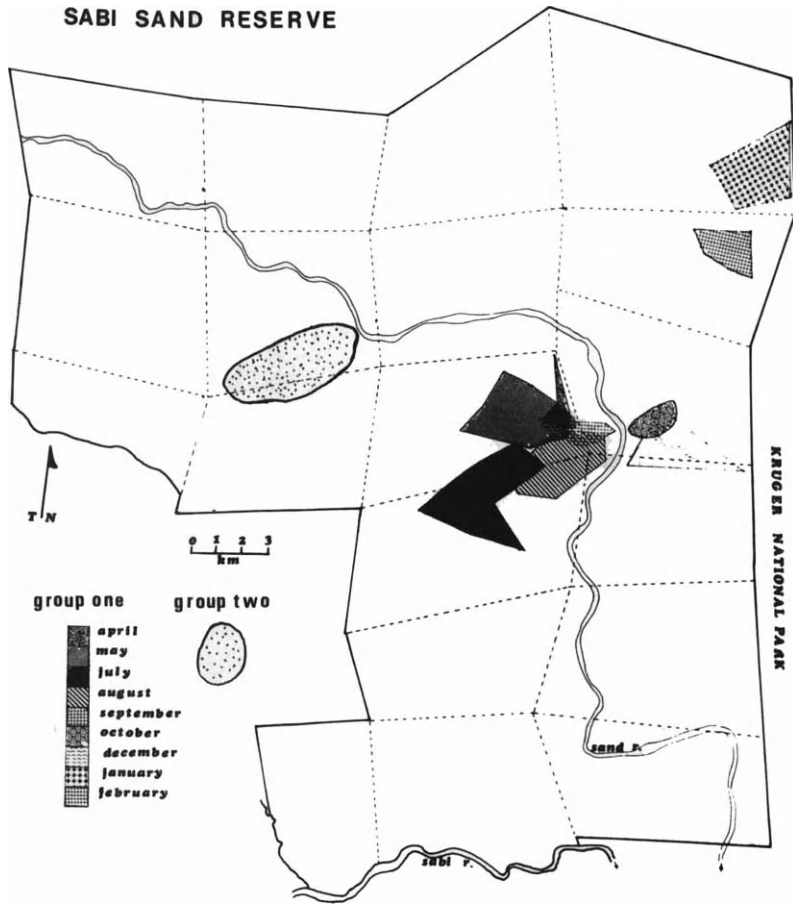 SABI SAND RESERVE
KRUGER NATIONAL PARK
T N
0 1 2 3
km
group one
group two
april
may
july
august
september
october
december
january
february
sand r.
sabi r.